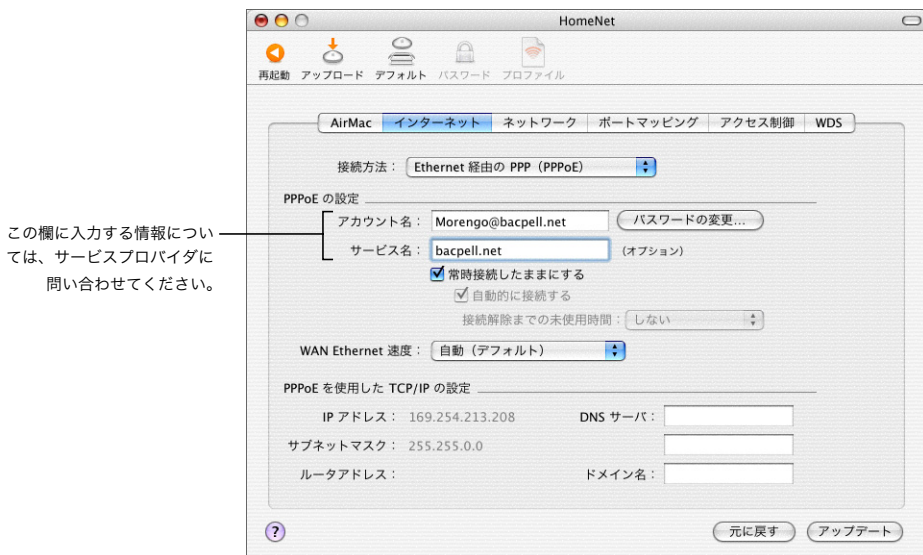 HomeNet
再起動 アップロード デフォルト パスワード プロファイル
AirMac インターネット ネットワーク ポートマッピング アクセス制御 WDS
接続方法： Ethernet 経由の PPP（PPPoE）
PPPoE の設定
アカウント名： Morengo@bacpell.net パスワードの変更...
サービス名： bacpell.net （オプション）
この欄に入力する情報につい
ては、サービスプロバイダに
問い合わせてください。
常時接続したままにする
自動的に接続する
接続解除までの未使用時間： しない
WAN Ethernet 速度： 自動（デフォルト）
PPPoE を使用した TCP/IP の設定
IP アドレス： 169.254.213.208 DNS サーバ：
サブネットマスク： 255.255.0.0
ルータアドレス： ドメイン名：
? 元に戻す アップデート